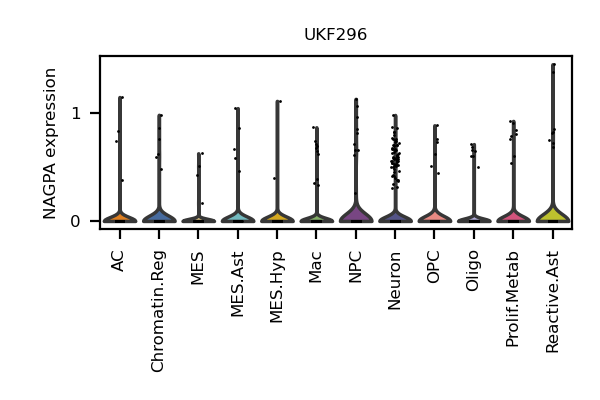 UKF296
NAGPA expression
1
0
AC
Chromatin.Reg
MES
MES.Ast
MES.Hyp
Mac
NPC
Neuron
OPC
Oligo
Prolif.Metab
Reactive.Ast